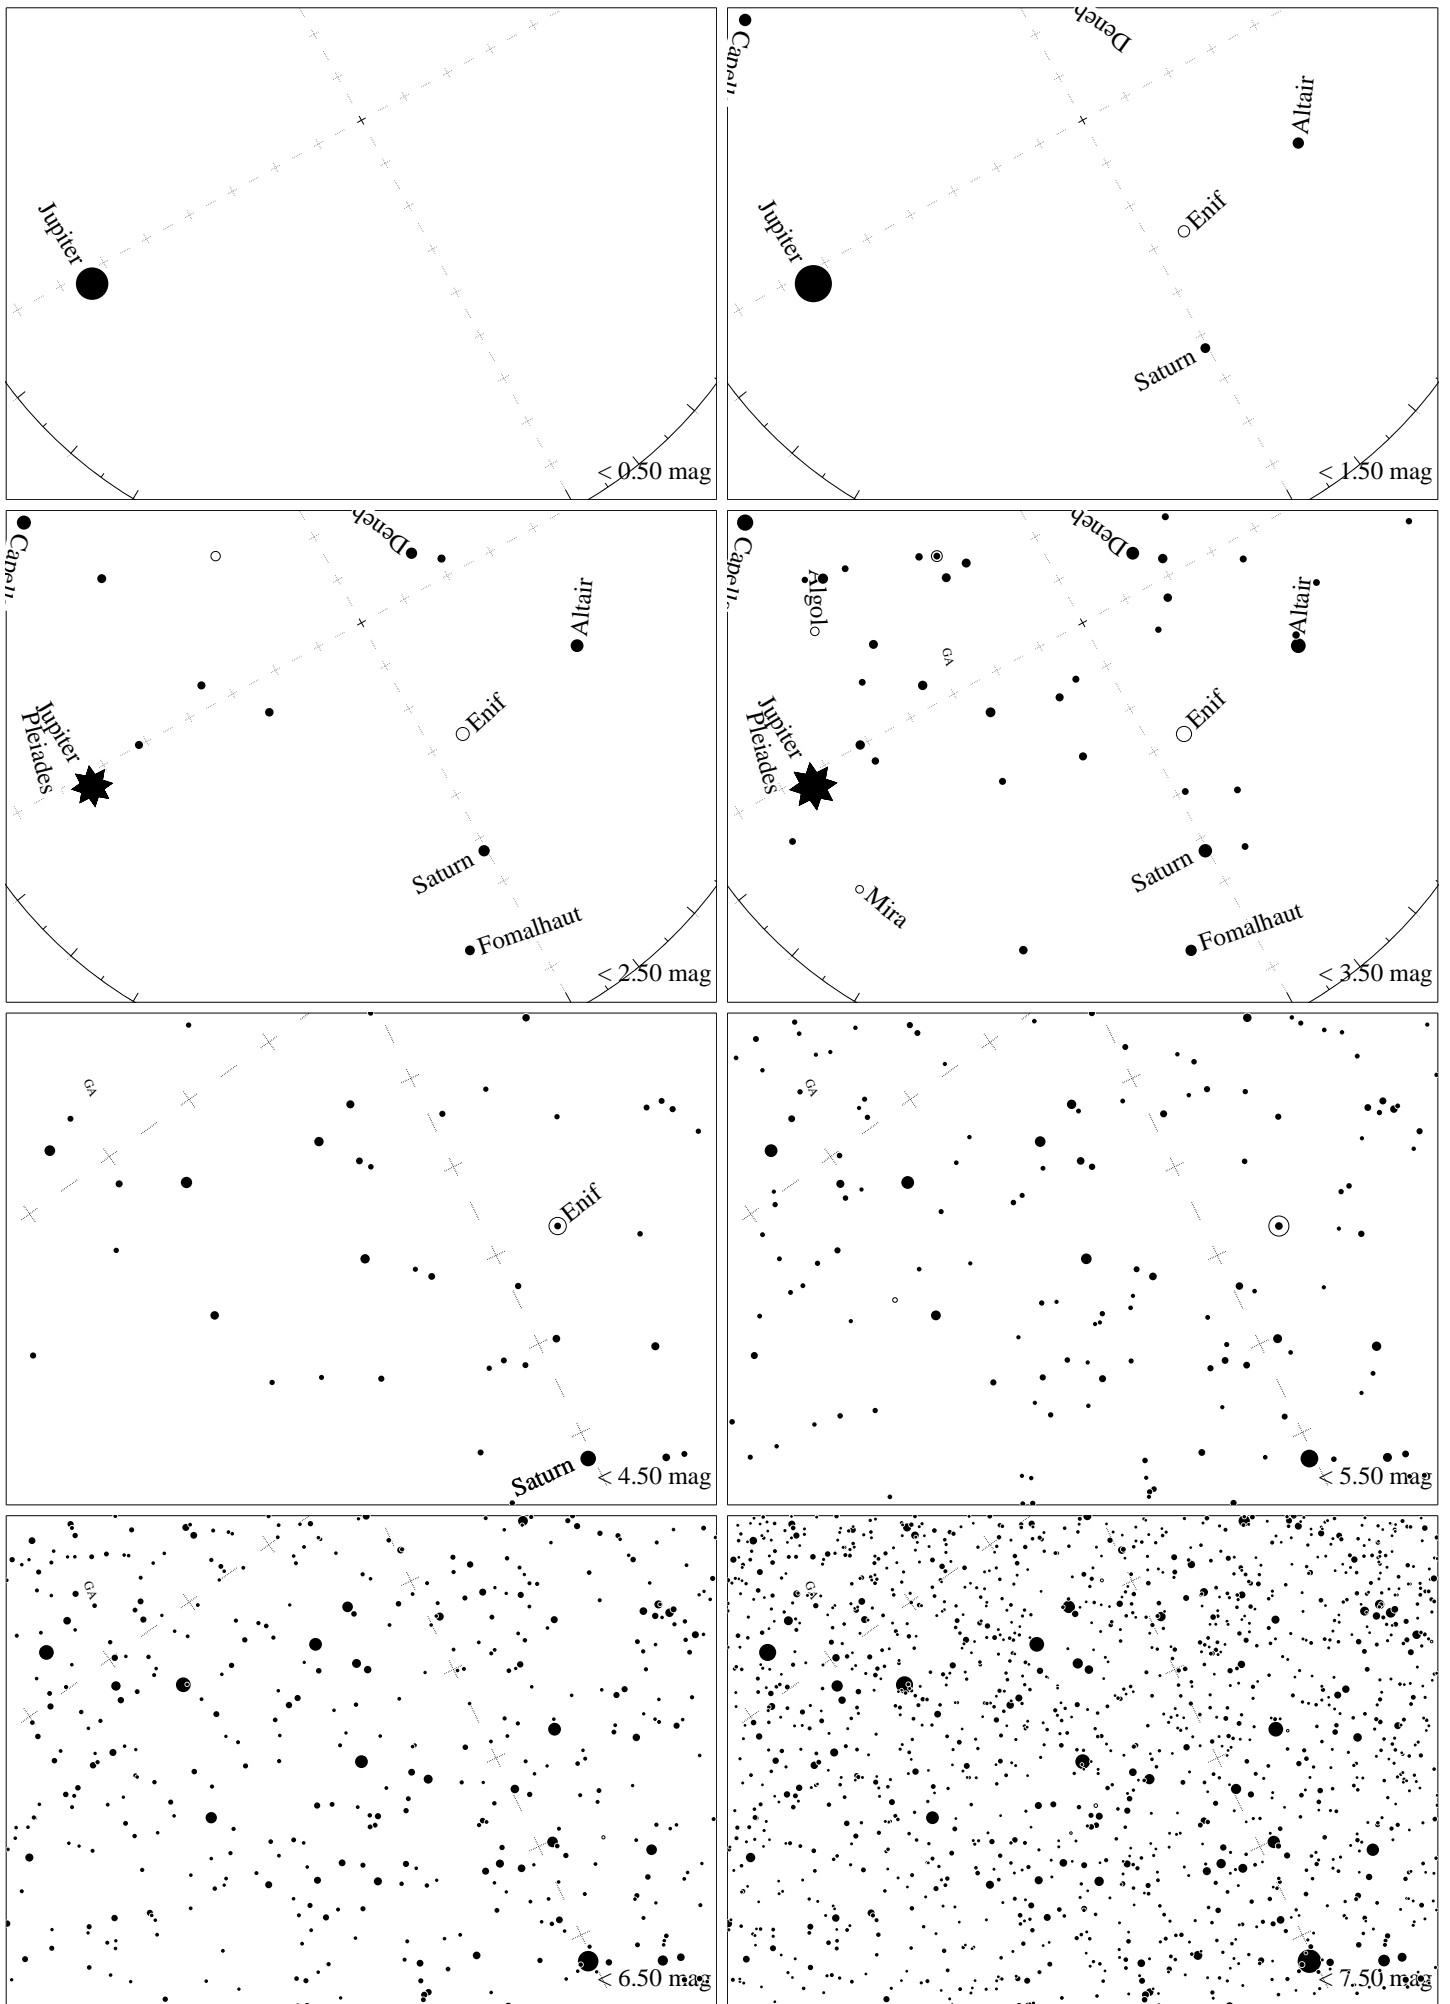 Jupiter
< 0.50 mag
Deneb
Altair
Enif
Jupiter
Saturn
< 1.50 mag
Deneb
Altair
Enif
Jupiter
Pleiades
Saturn
Fomalhaut
< 2.50 mag
Deneb
Algol
Altair
GA
Enif
Jupiter
Pleiades
Saturn
Mira
Fomalhaut
< 3.50 mag
GA
Enif
Saturn
< 4.50 mag
GA
< 5.50 mag
GA
< 6.50 mag
GA
< 7.50 mag